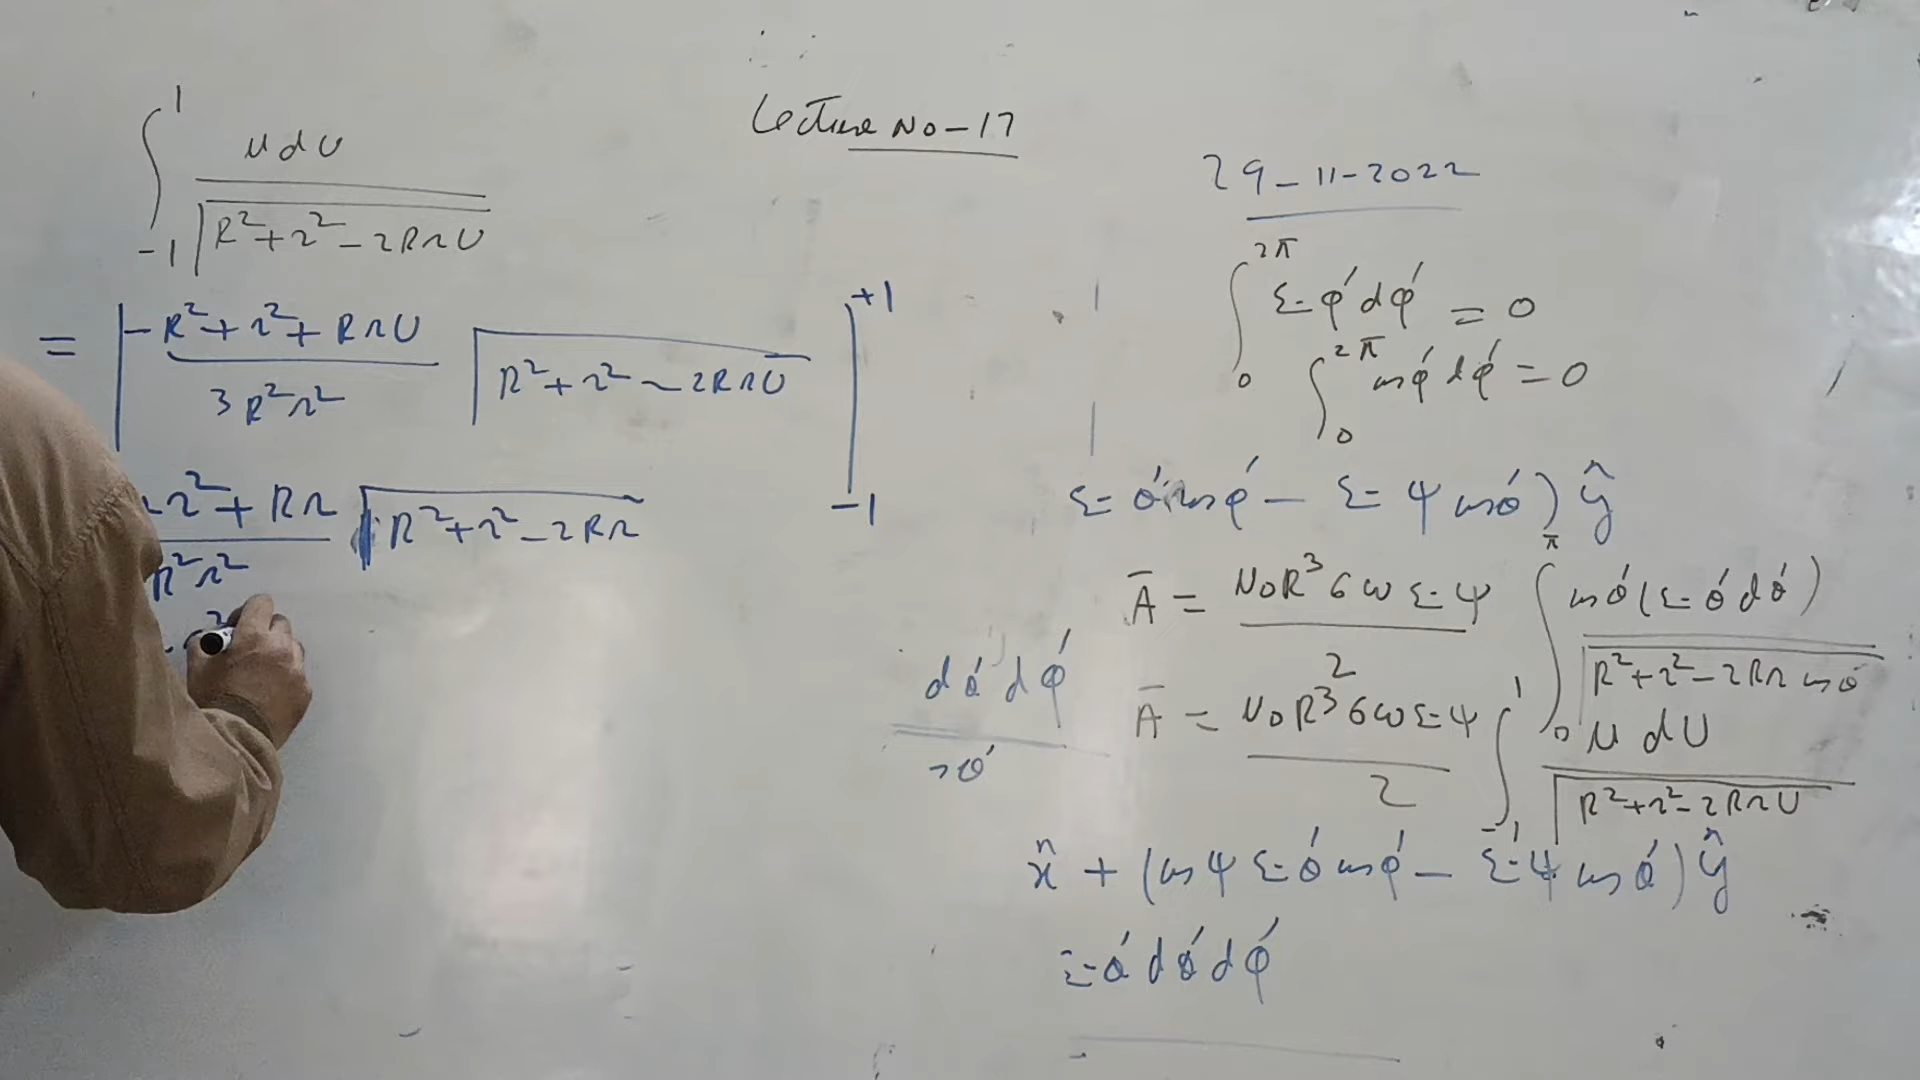 Lecture No-17
29-11-2022
∫_{-1}^{1} u du / √(R²+r²-2RrU)
= |-R²+r²+RrU / 3R²r² √(R²+r²-2RrU)|_{-1}^{+1}
r²+Rr / R²r² √(R²+r²-2Rr)
∫_{0}^{2π} Sin φ' dφ' = 0
∫_{0}^{2π} cos φ' dφ' = 0
Sin θ' cos φ' - Sin ψ cos θ') ŷ
Ā = μ₀R³σω Sin ψ / 2 ∫_{0}^{π} cos θ' (Sin θ' dθ') / √(R²+r²-2Rr cos θ')
dθ' dφ'
θ'
Ā = μ₀R³σω Sin ψ / 2 ∫_{-1}^{1} u dU / √(R²+r²-2RrU)
x̂ + (cos ψ Sin θ' cos φ' - Sin ψ cos θ') ŷ
Sin θ' dθ' dφ'